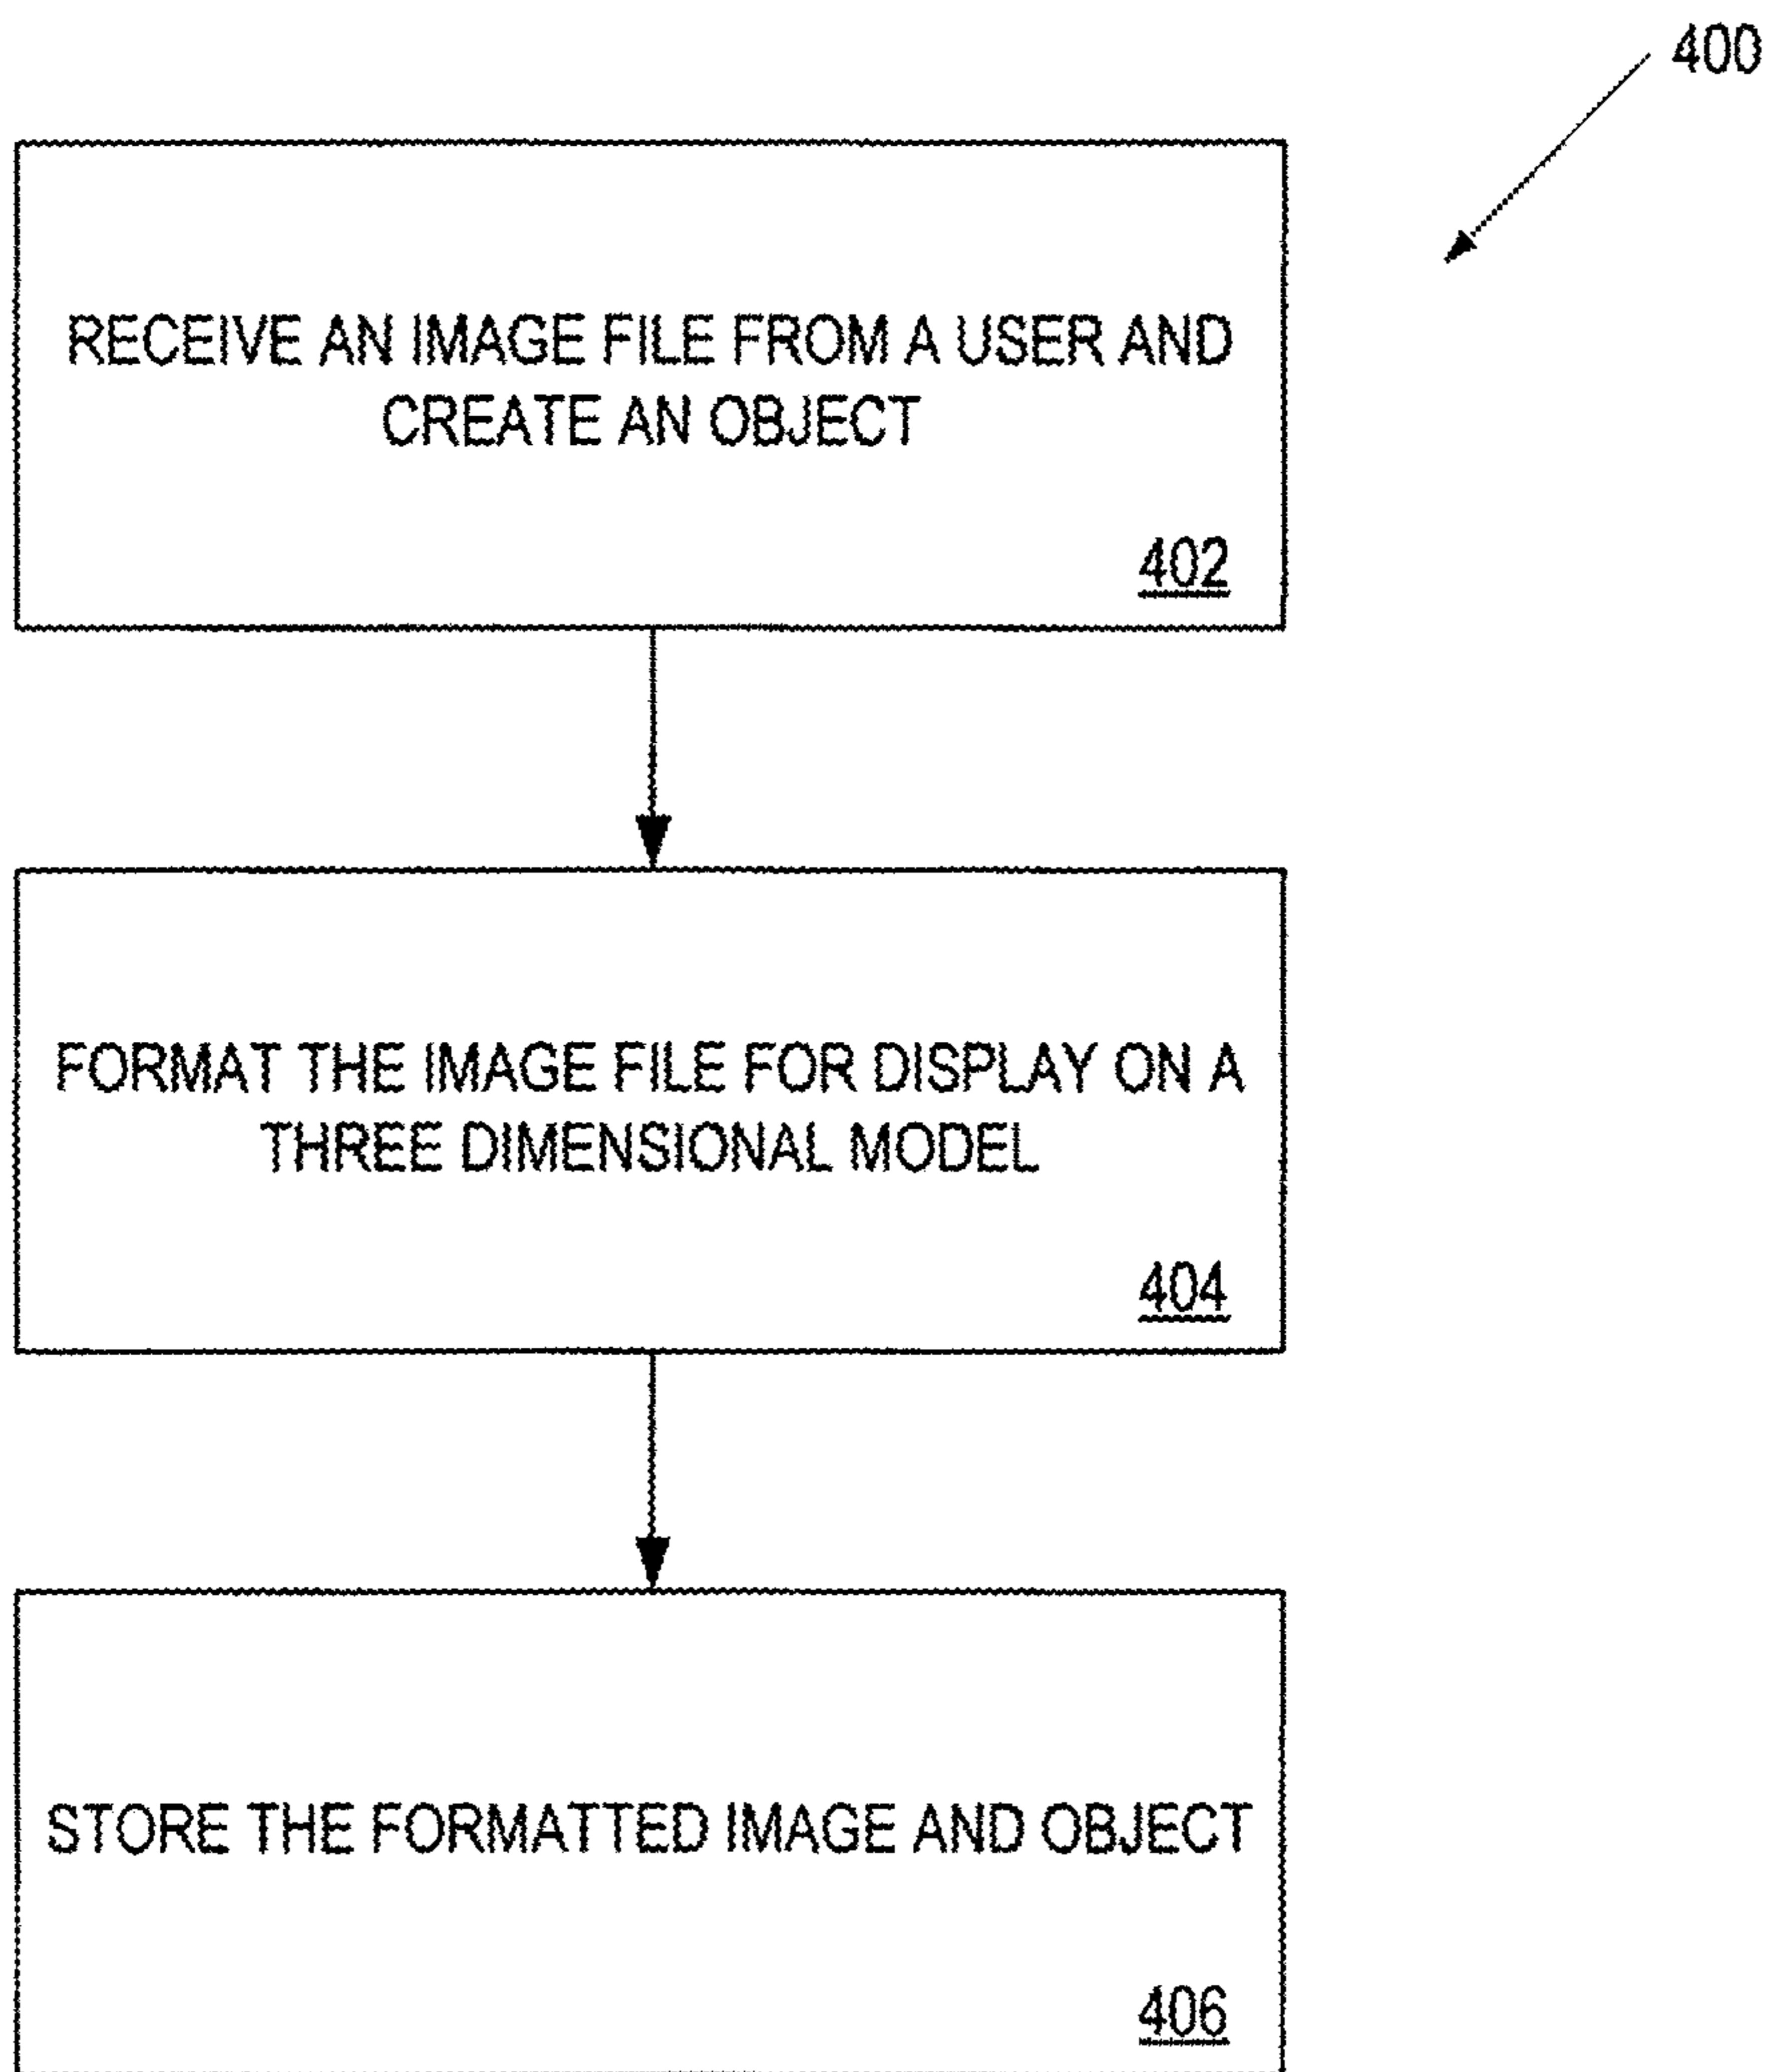 400
RECEIVE AN IMAGE FILE FROM A USER AND
CREATE AN OBJECT
402
FORMAT THE IMAGE FILE FOR DISPLAY ON A
THREE DIMENSIONAL MODEL
404
STORE THE FORMATTED IMAGE AND OBJECT
406